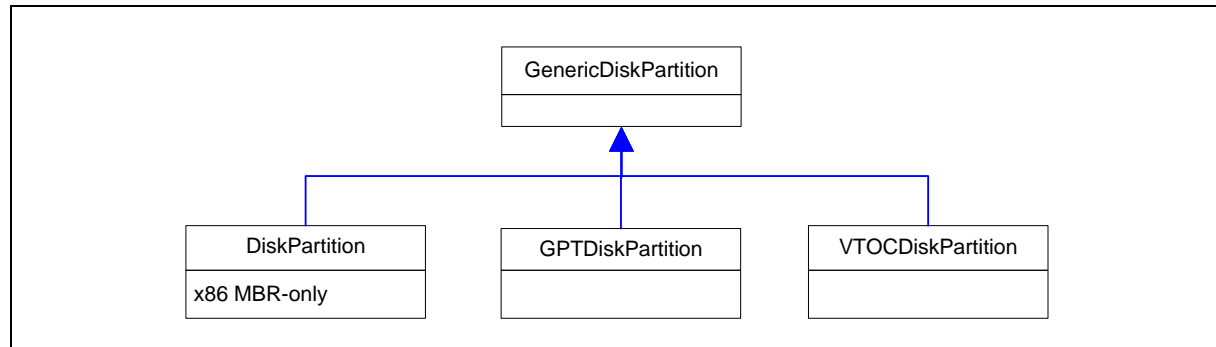 GenericDiskPartition
DiskPartition
x86 MBR-only
GPTDiskPartition
VTOCDiskPartition